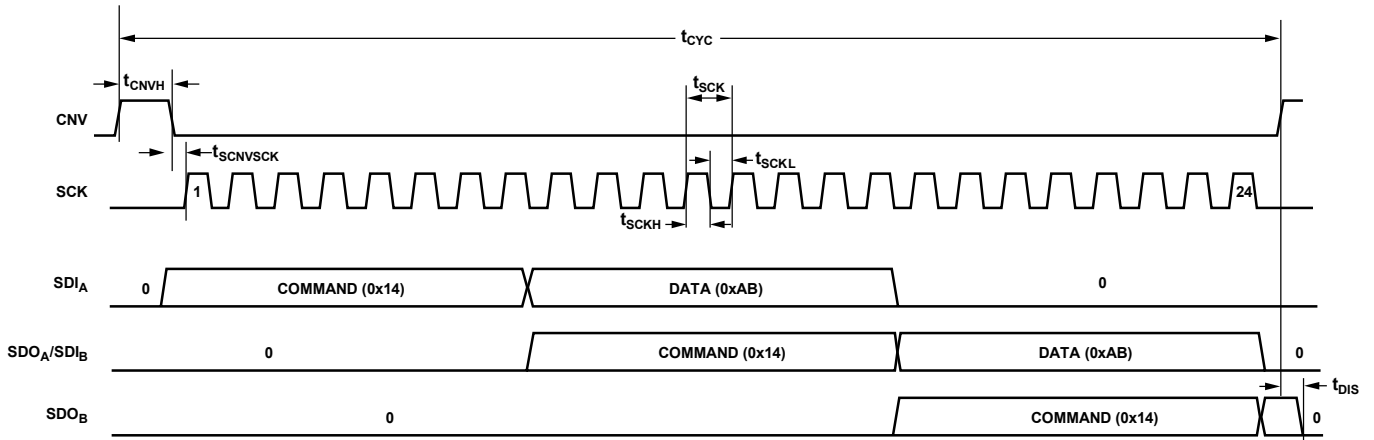 tCYC
tCNVH
tSCK
CNV
tSCNVSCK
tSCKL
SCK
1
24
tSCKH
SDIA
0
COMMAND (0x14)
DATA (0xAB)
0
SDOA/SDIB
0
COMMAND (0x14)
DATA (0xAB)
0
tDIS
SDOB
0
COMMAND (0x14)
0